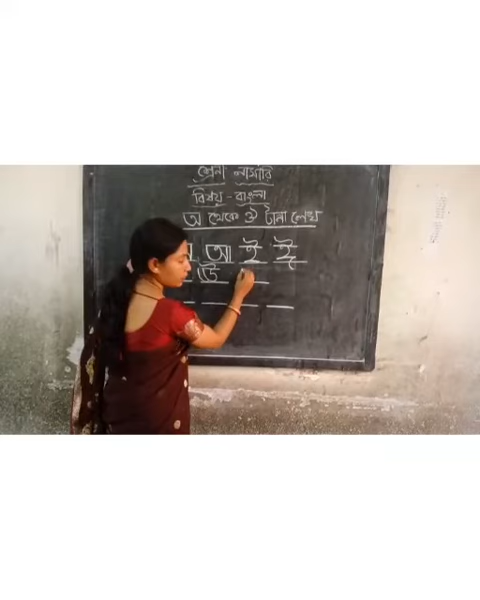 শ্রেনী নার্সারি
বিষয় - বাংলা
অ থেকে ঔ টানা লেখ
আ ই ঈ
উ